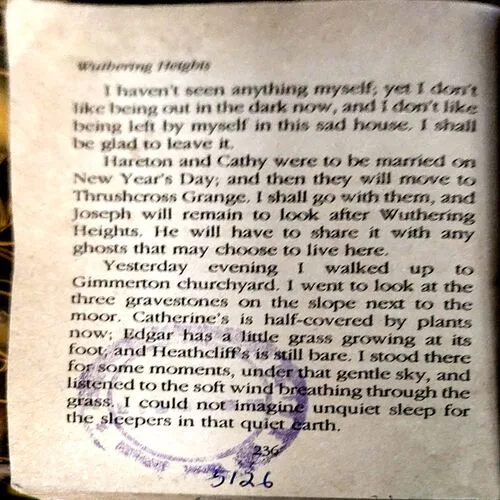 Wuthering Heights
I haven't seen anything myself; yet I don't
like being out in the dark now, and I don't like
being left by myself in this sad house. I shall
be glad to leave it.
Hareton and Cathy were to be married on
New Year's Day; and then they will move to
Thrushcross Grange. I shall go with them, and
Joseph will remain to look after Wuthering
Heights. He will have to share it with any
ghosts that may choose to live here.
Yesterday evening I walked up to
Gimmerton churchyard. I went to look at the
three gravestones on the slope next to the
moor. Catherine's is half-covered by plants
now; Edgar has a little grass growing at its
foot; and Heathcliff's is still bare. I stood there
for some moments, under that gentle sky, and
listened to the soft wind breathing through the
grass. I could not imagine unquiet sleep for
the sleepers in that quiet earth.
236
5126